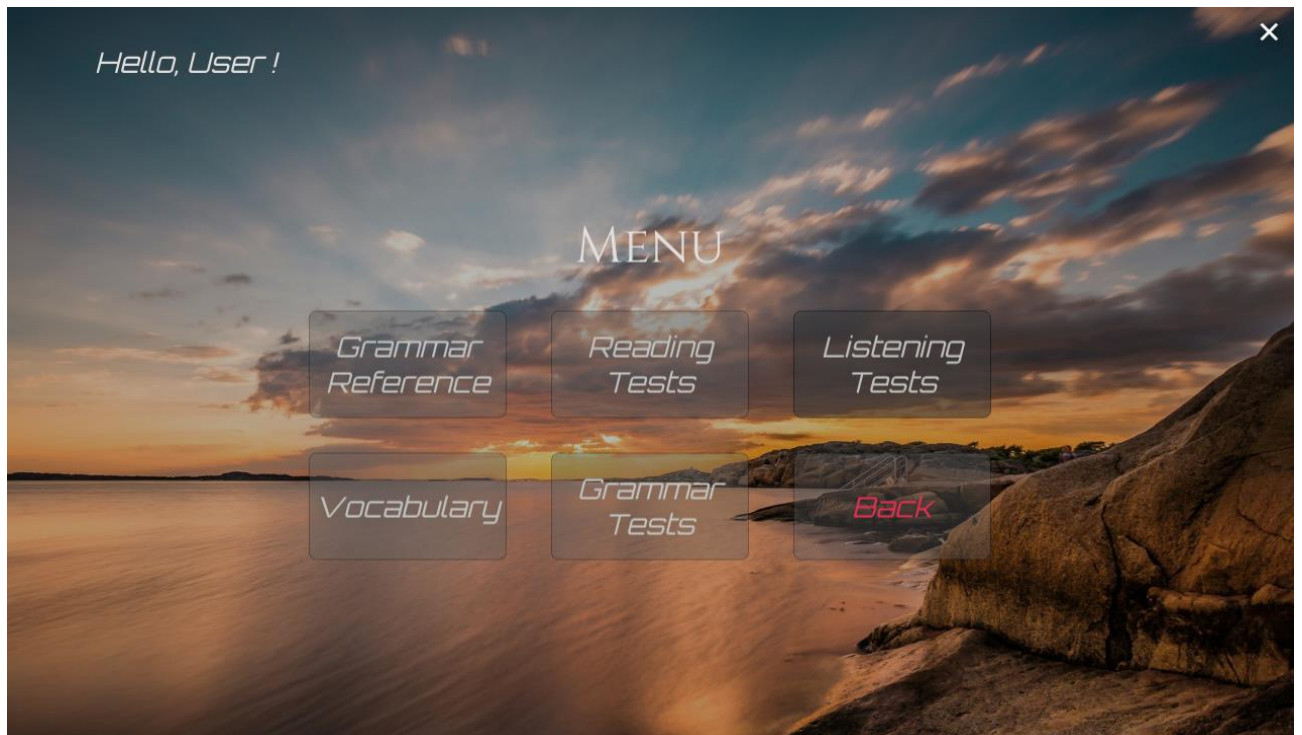 Hello, User !
MENU
Grammar
Reference
Reading
Tests
Listening
Tests
Vocabulary
Grammar
Tests
Back